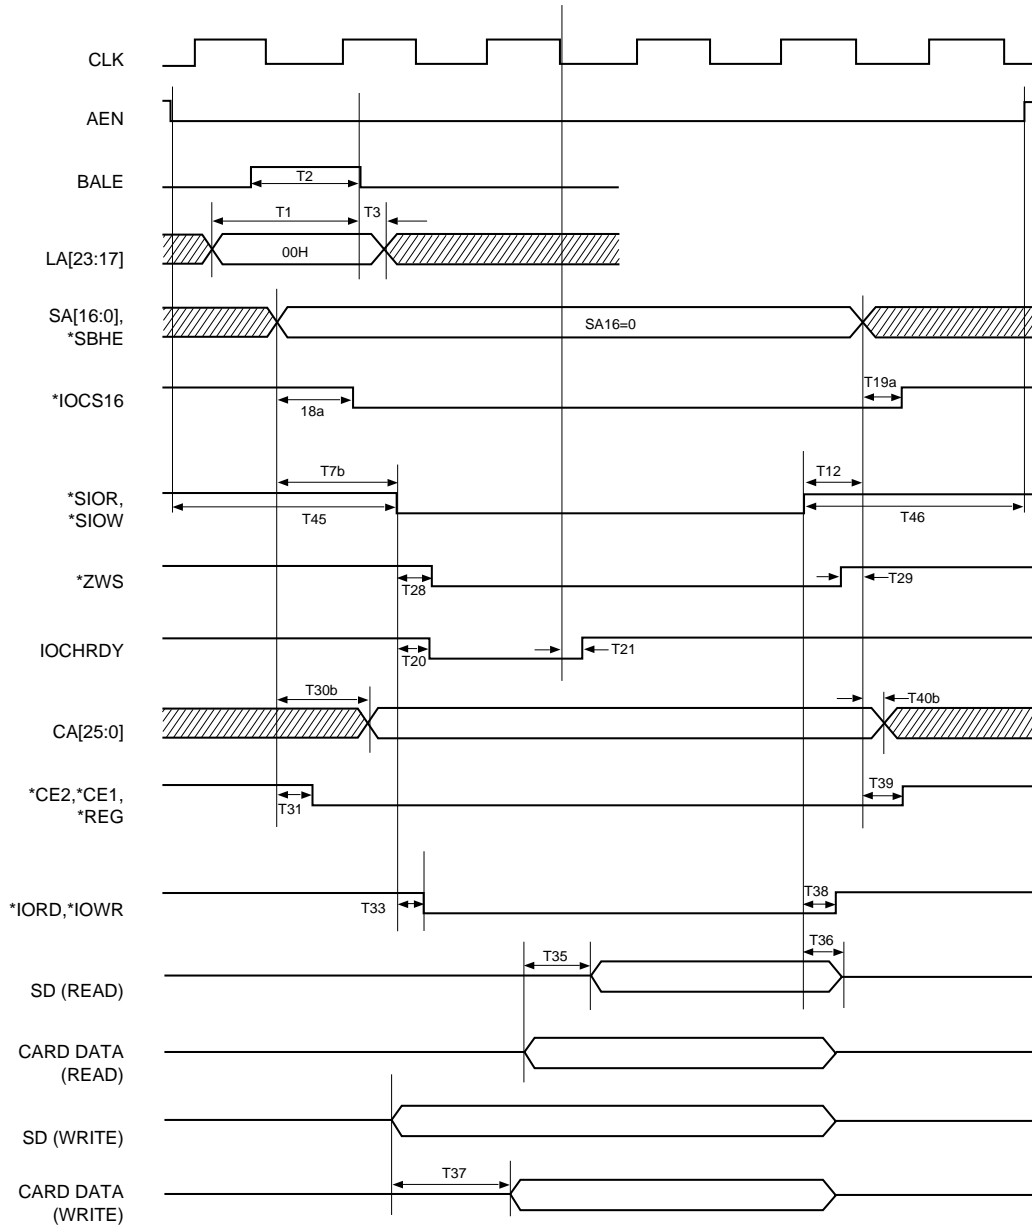 CLK
AEN
BALE
T2
T1
T3
LA[23:17]
00H
SA[16:0],
*SBHE
SA16=0
*IOCS16
18a
T19a
T7b
T12
*SIOR,
*SIOW
T45
T46
*ZWS
T28
T29
IOCHRDY
T20
T21
T30b
T40b
CA[25:0]
*CE2,*CE1,
*REG
T31
T39
*IORD,*IOWR
T33
T38
T36
T35
SD (READ)
CARD DATA
(READ)
SD (WRITE)
T37
CARD DATA
(WRITE)